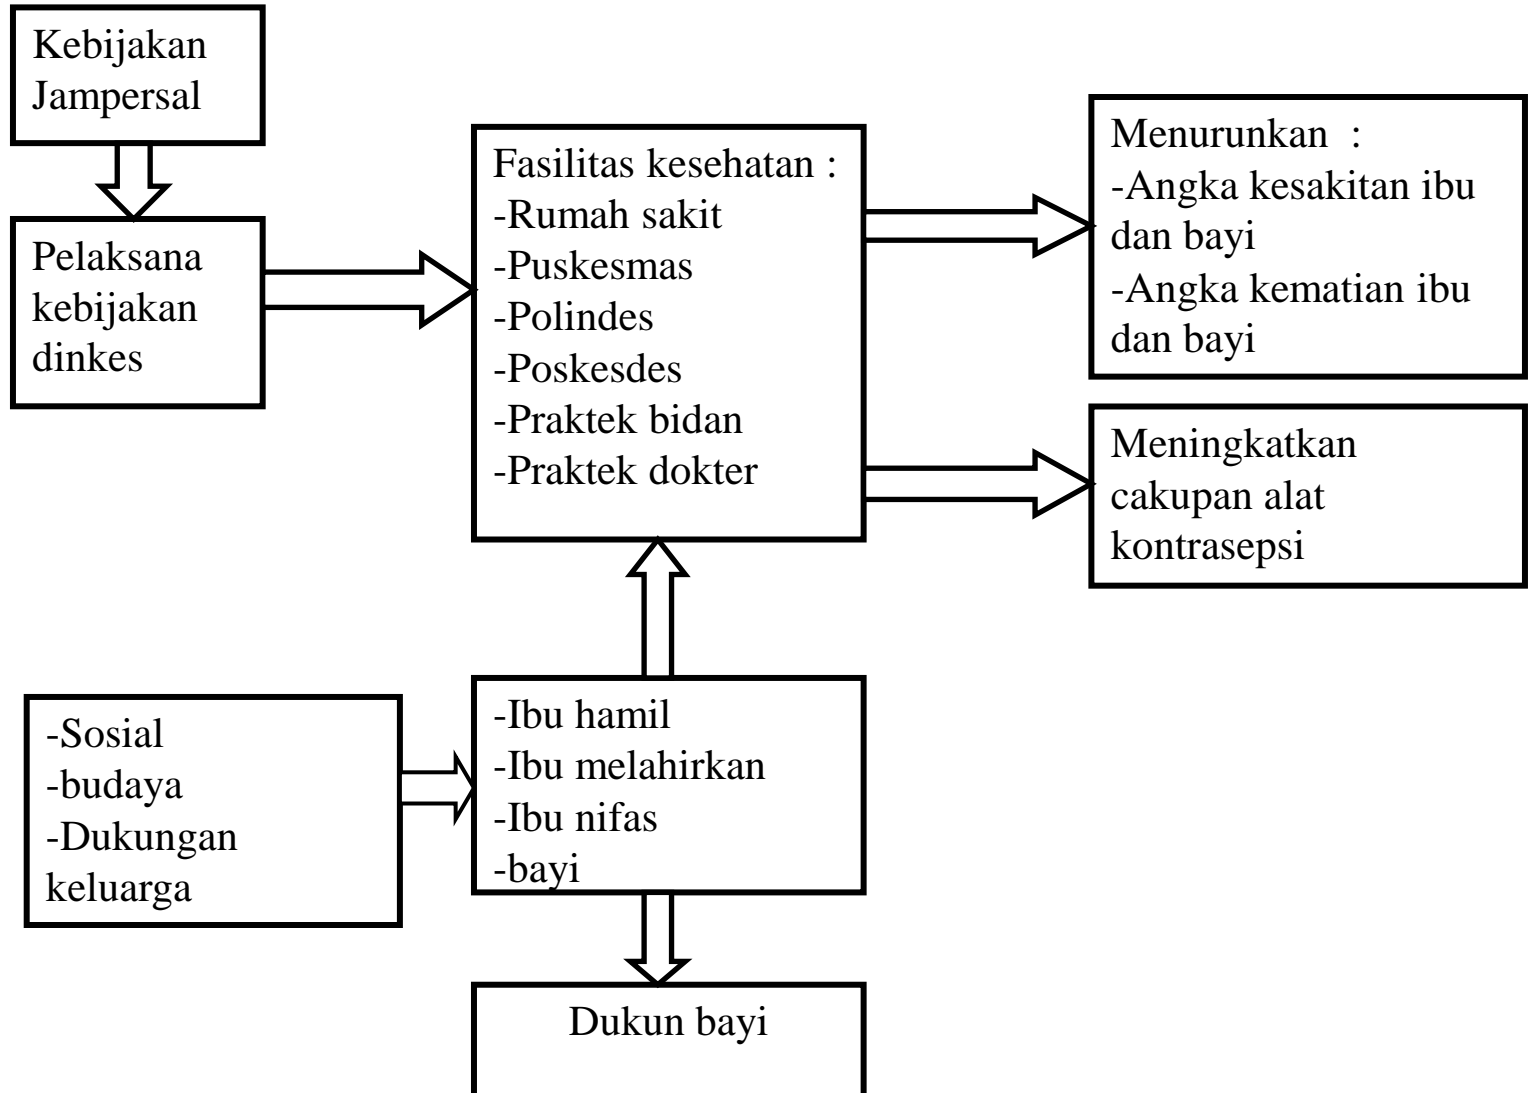 Kebijakan
Jampersal
Pelaksana
kebijakan
dinkes
Fasilitas kesehatan :
-Rumah sakit
-Puskesmas
-Polindes
-Poskesdes
-Praktek bidan
-Praktek dokter
Menurunkan  :
-Angka kesakitan ibu
dan bayi
-Angka kematian ibu
dan bayi
Meningkatkan
cakupan alat
kontrasepsi
-Sosial
-budaya
-Dukungan
keluarga
-Ibu hamil
-Ibu melahirkan
-Ibu nifas
-bayi
Dukun bayi